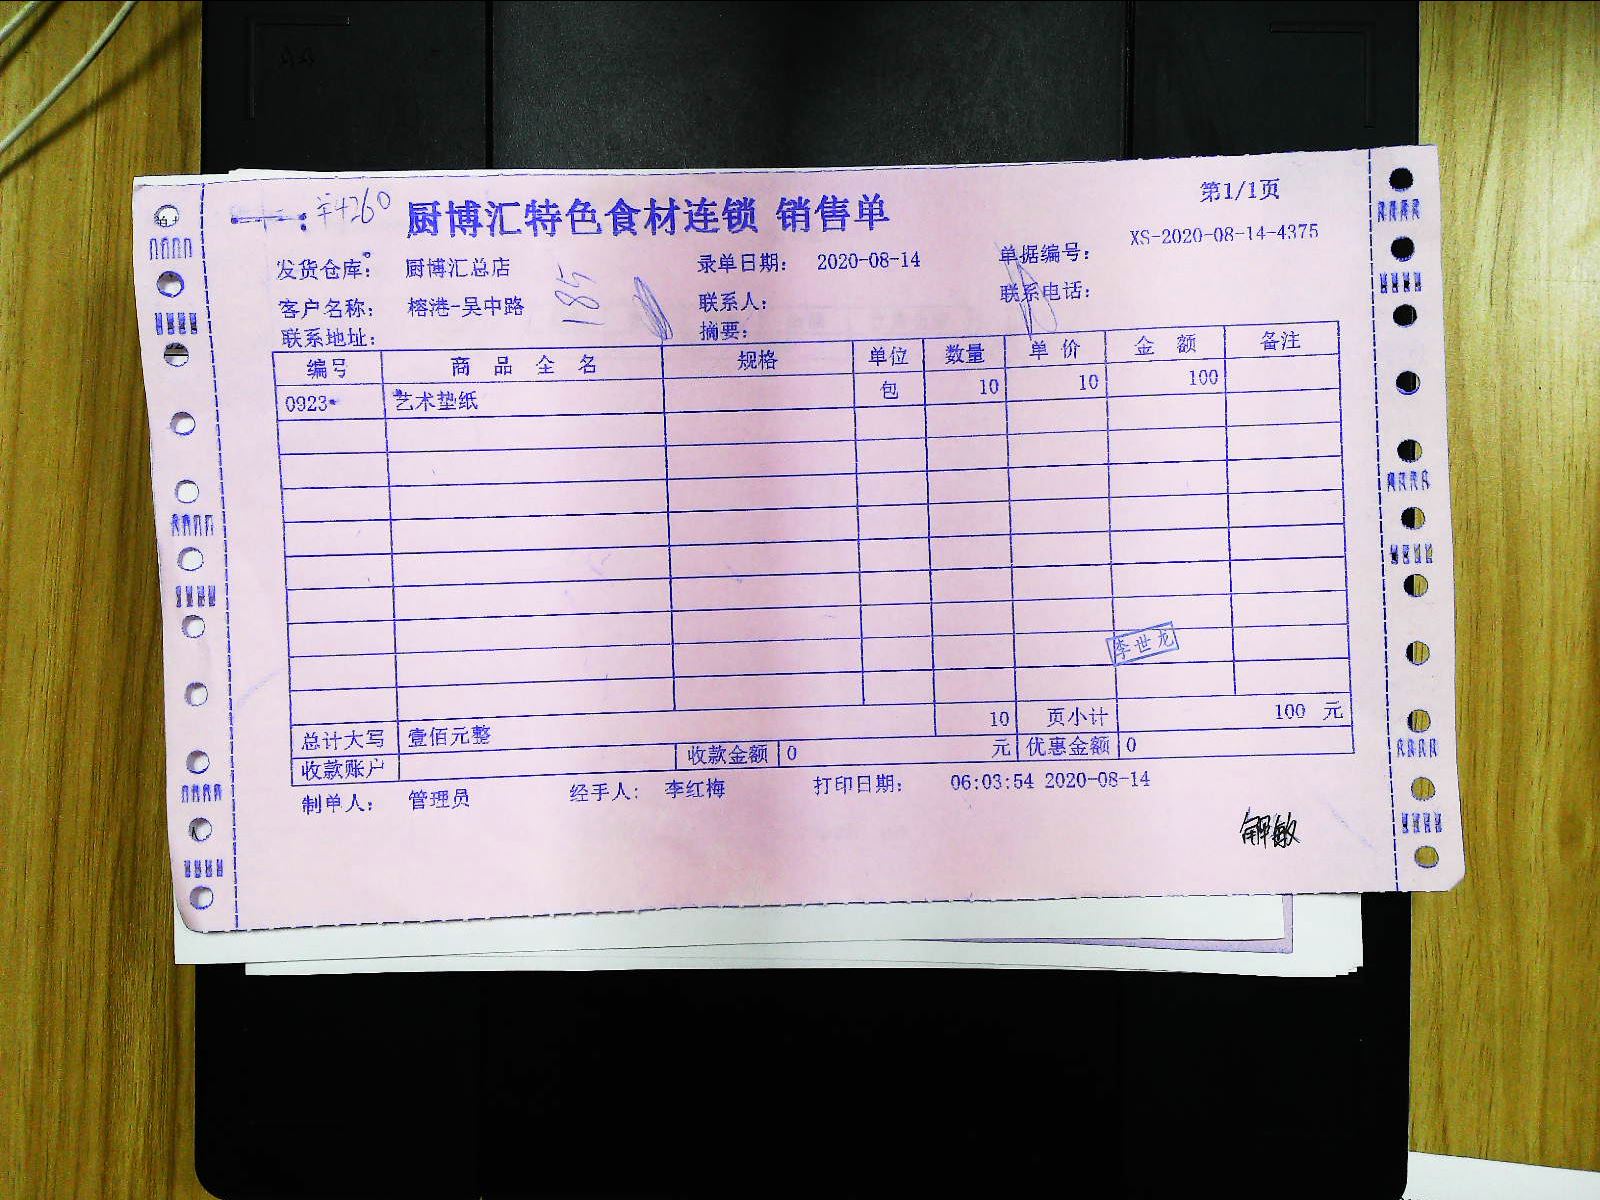 ¥4260
厨博汇特色食材连锁 销售单
第1/1页
发货仓库： 厨博汇总店 录单日期： 2020-08-14 单据编号： XS-2020-08-14-4375
客户名称： 榕港-吴中路 185 联系人： 联系电话：
联系地址： 摘要：
编号 商品全名 规格 单位 数量 单价 金额 备注
0923 艺术垫纸 包 10 10 100
李世龙
总计大写 壹佰元整 10 页小计 100 元
收款账户 收款金额 0 元 优惠金额 0
制单人： 管理员 经手人： 李红梅 打印日期： 06:03:54 2020-08-14
解敏